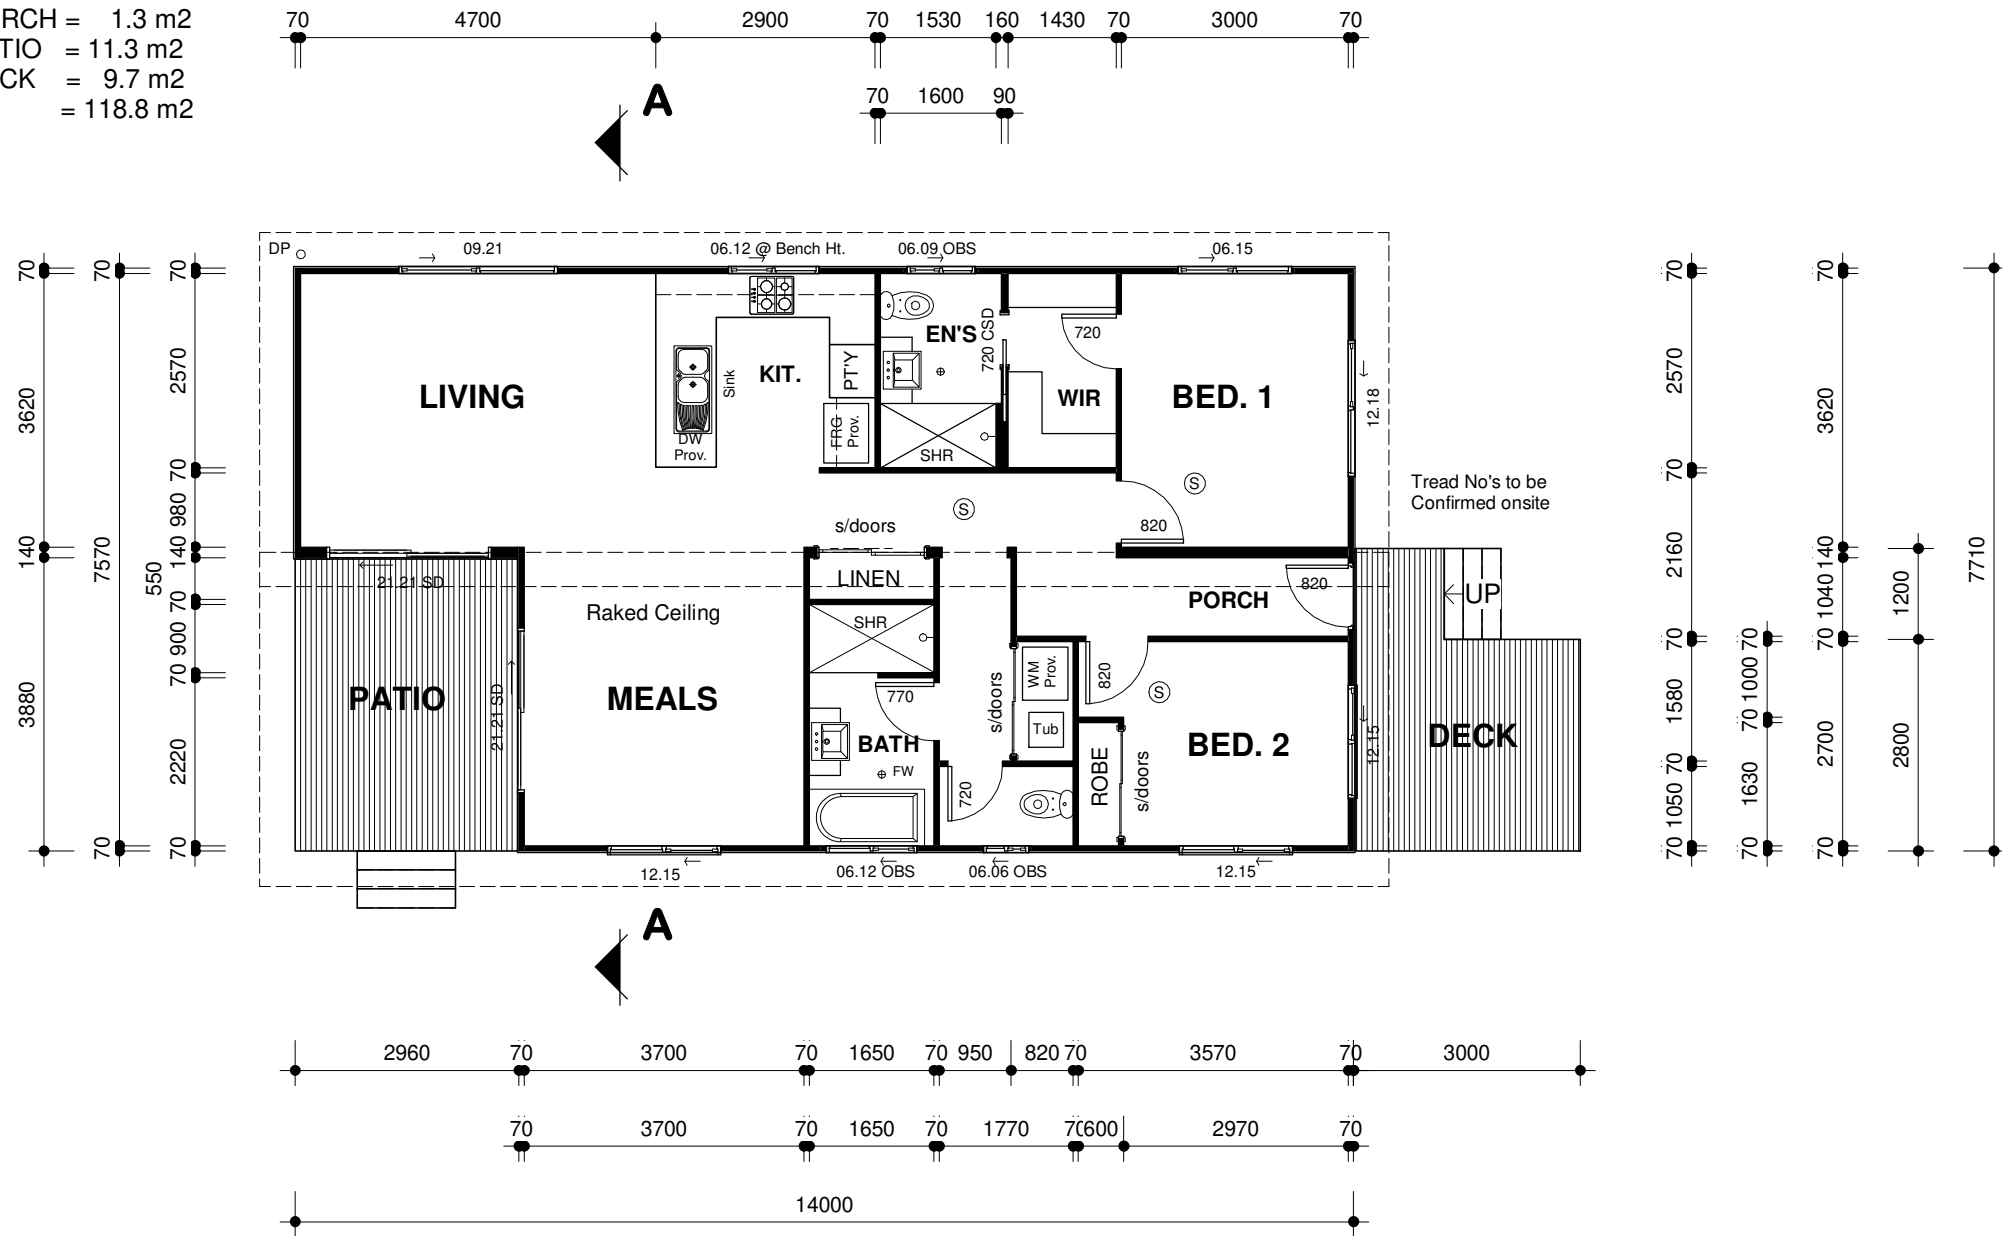 RCH = 1.3 m2
TIO = 11.3 m2
CK = 9.7 m2
= 118.8 m2
70 4700 2900 70 1530 160 1430 70 3000 70
70 1600 90
A
DP
09.21
06.12 @ Bench Ht.
06.09 OBS
06.15
70 3620 140 3880
70 7570 70
550
70 2570 70 980 140 70 900 70 2220 70
LIVING
KIT.
Sink
DW
Prov.
PT'Y
FRG
Prov.
EN'S
720 CSD
SHR
720
WIR
BED. 1
12.18
S
S
820
s/doors
LINEN
21.21 SD
Raked Ceiling
SHR
PORCH
820
UP
Tread No's to be
Confirmed onsite
PATIO
21.21 SD
MEALS
770
BATH
FW
s/doors
WM
Prov.
Tub
820
S
720
ROBE
s/doors
BED. 2
12.15
DECK
12.15
06.12 OBS
06.06 OBS
12.15
70 2570 70 2160 70 1580 70 1050 70
70 1000 70 1630 70
70 3620 140 1040 70 2700 70
1200 2800
7710
A
2960 70 3700 70 1650 70 950 820 70 3570 70 3000
70 3700 70 1650 70 1770 70 600 2970 70
14000